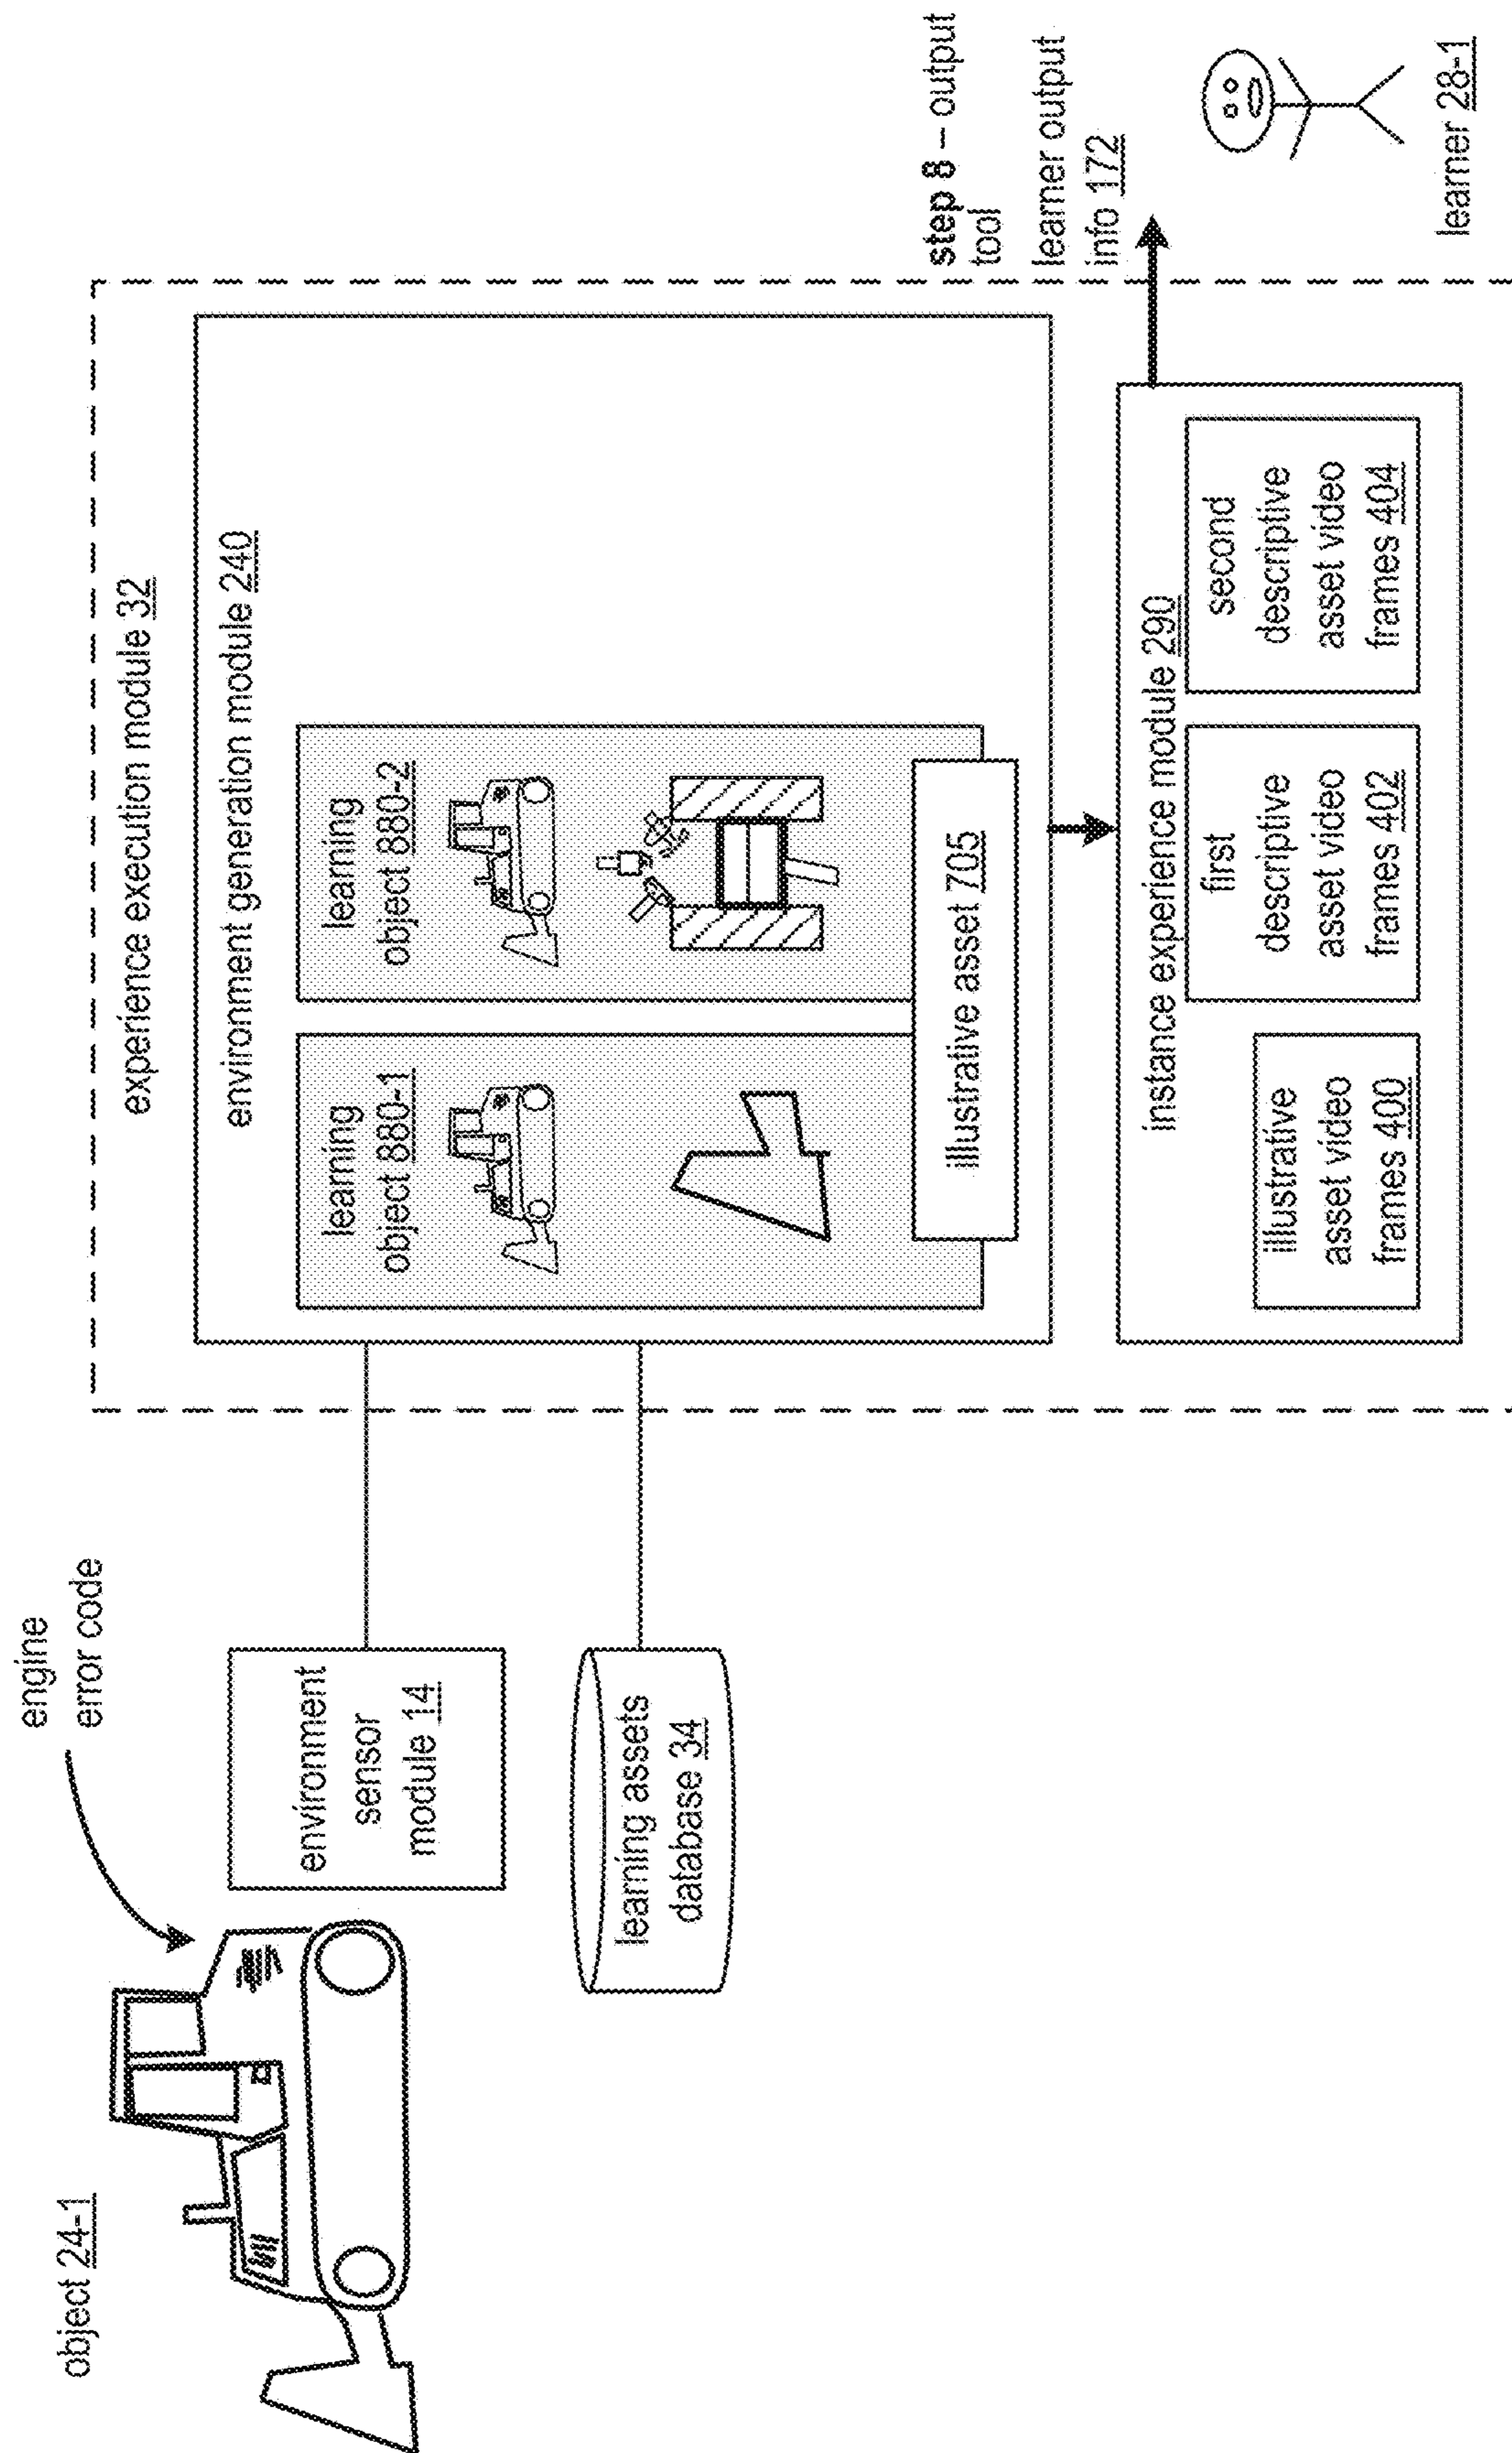 object 24-1
engine
error code
environment
sensor
module 14
learning assets
database 34
experience execution module 32
environment generation module 240
learning
object 880-1
learning
object 880-2
illustrative asset 705
instance experience module 290
illustrative
asset video
frames 400
first
descriptive
asset video
frames 402
second
descriptive
asset video
frames 404
step 8 – output
tool
learner output
info 172
learner 28-1